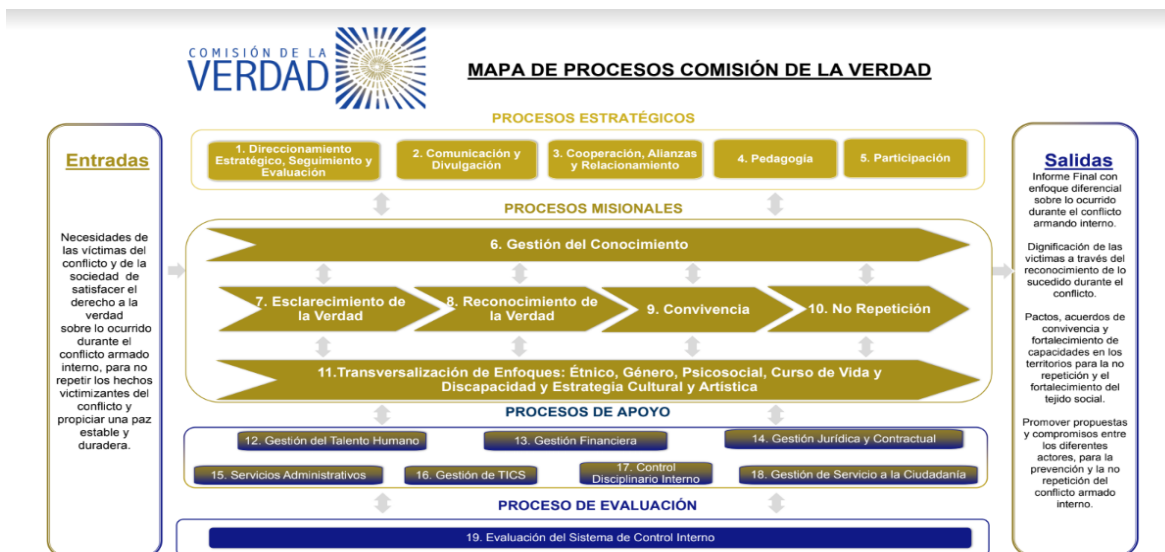 COMISIÓN DE LA
VERDAD
MAPA DE PROCESOS COMISIÓN DE LA VERDAD
Entradas
Necesidades de
las víctimas del
conflicto y de la
sociedad de
satisfacer el
derecho a la
verdad
sobre lo ocurrido
durante el
conflicto armado
interno, para no
repetir los hechos
victimizantes del
conflicto y
propiciar una paz
estable y
duradera.
PROCESOS ESTRATÉGICOS
1. Direccionamiento
Estratégico, Seguimiento y
Evaluación
2. Comunicación y
Divulgación
3. Cooperación, Alianzas
y Relacionamiento
4. Pedagogía
5. Participación
PROCESOS MISIONALES
6. Gestión del Conocimiento
7. Esclarecimiento de
la Verdad
8. Reconocimiento de
la Verdad
9. Convivencia
10. No Repetición
11.Transversalización de Enfoques: Étnico, Género, Psicosocial, Curso de Vida y
Discapacidad y Estrategia Cultural y Artística
PROCESOS DE APOYO
12. Gestión del Talento Humano
13. Gestión Financiera
14. Gestión Jurídica y Contractual
15. Servicios Administrativos
16. Gestión de TICS
17. Control
Disciplinario Interno
18. Gestión de Servicio a la Ciudadanía
PROCESO DE EVALUACIÓN
19. Evaluación del Sistema de Control Interno
Salidas
Informe Final con
enfoque diferencial
sobre lo ocurrido
durante el conflicto
armando interno.
Dignificación de las
victimas a través del
reconocimiento de lo
sucedido durante el
conflicto.
Pactos, acuerdos de
convivencia y
fortalecimiento de
capacidades en los
territorios para la no
repetición y el
fortalecimiento del
tejido social.
Promover propuestas
y compromisos entre
los diferentes
actores, para la
prevención y la no
repetición del
conflicto armado
interno.